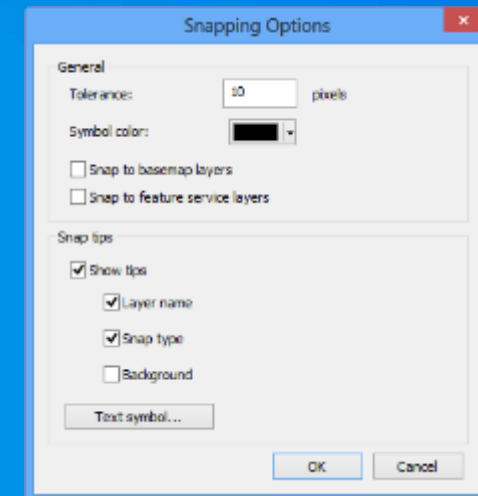 Snapping Options
General
Tolerance: 10 pixels
Symbol color:
Snap to basemap layers
Snap to feature service layers
Snap tips
Show tips
Layer name
Snap type
Background
Text symbol...
OK Cancel